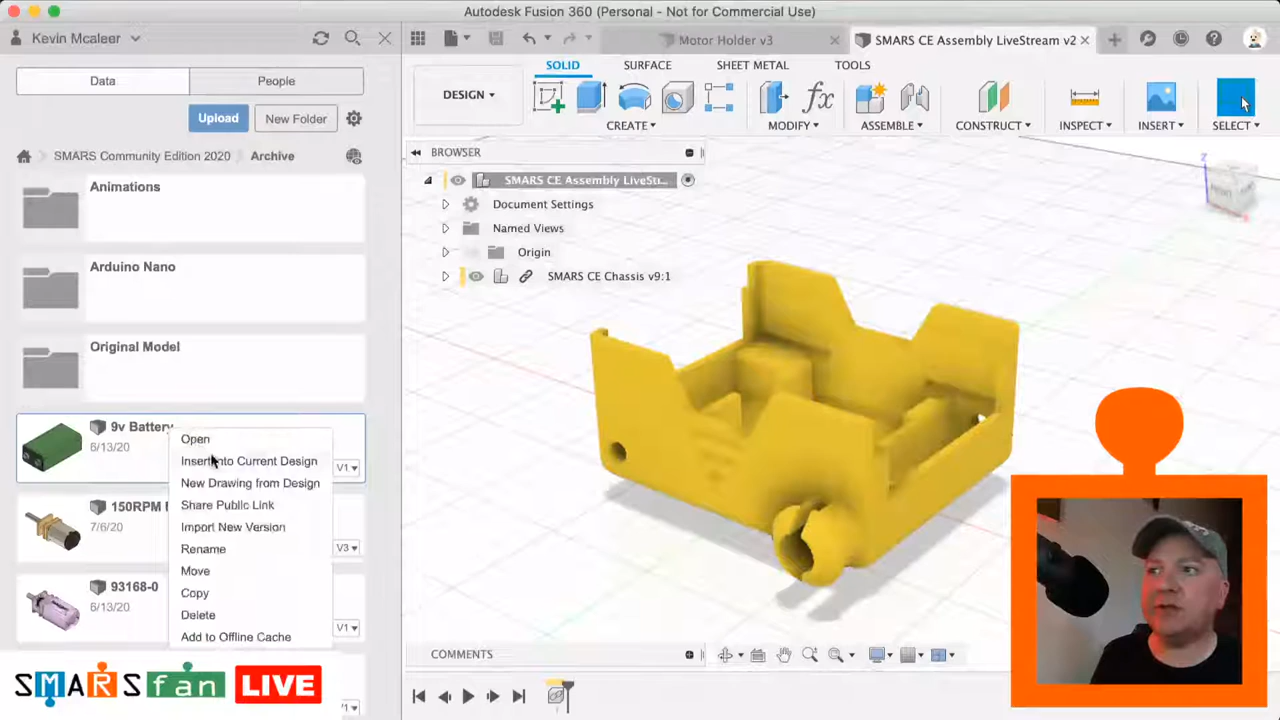 Autodesk Fusion 360 (Personal - Not for Commercial Use)
Kevin Mcaleer
Motor Holder v3
SMARS CE Assembly LiveStream v2
Data
People
SOLID
SURFACE
SHEET METAL
TOOLS
Upload
New Folder
DESIGN
CREATE
MODIFY
ASSEMBLE
CONSTRUCT
INSPECT
INSERT
SELECT
SMARS Community Edition 2020
Archive
BROWSER
SMARS CE Assembly LiveStr...
Document Settings
Named Views
Origin
SMARS CE Chassis v9:1
Animations
Arduino Nano
Original Model
9v Battery
6/13/20
V1
Open
Insert into Current Design
New Drawing from Design
Share Public Link
Import New Version
Rename
Move
Copy
Delete
Add to Offline Cache
150RPM
7/6/20
V3
93168-0
6/13/20
V1
COMMENTS
SMARS fan LIVE